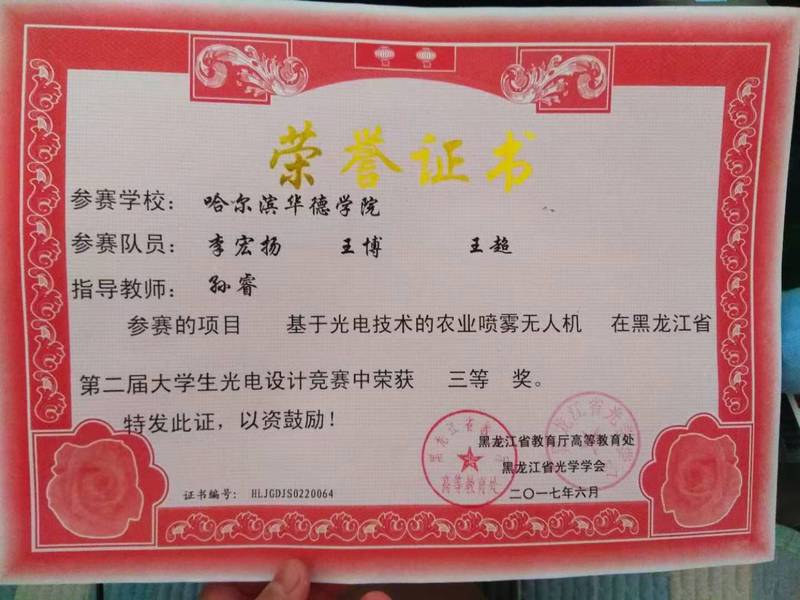 荣誉证书
参赛学校: 哈尔滨华德学院
参赛队员: 李宏扬 王博 王超
指导教师: 孙睿
参赛的项目 基于光电技术的农业喷雾无人机 在黑龙江省
第二届大学生光电设计竞赛中荣获 三等 奖。
特发此证,以资鼓励!
黑龙江省教育厅高等教育处
黑龙江省光学学会
二〇一七年六月
证书编号: HLJGDJS0220064
高等教育处